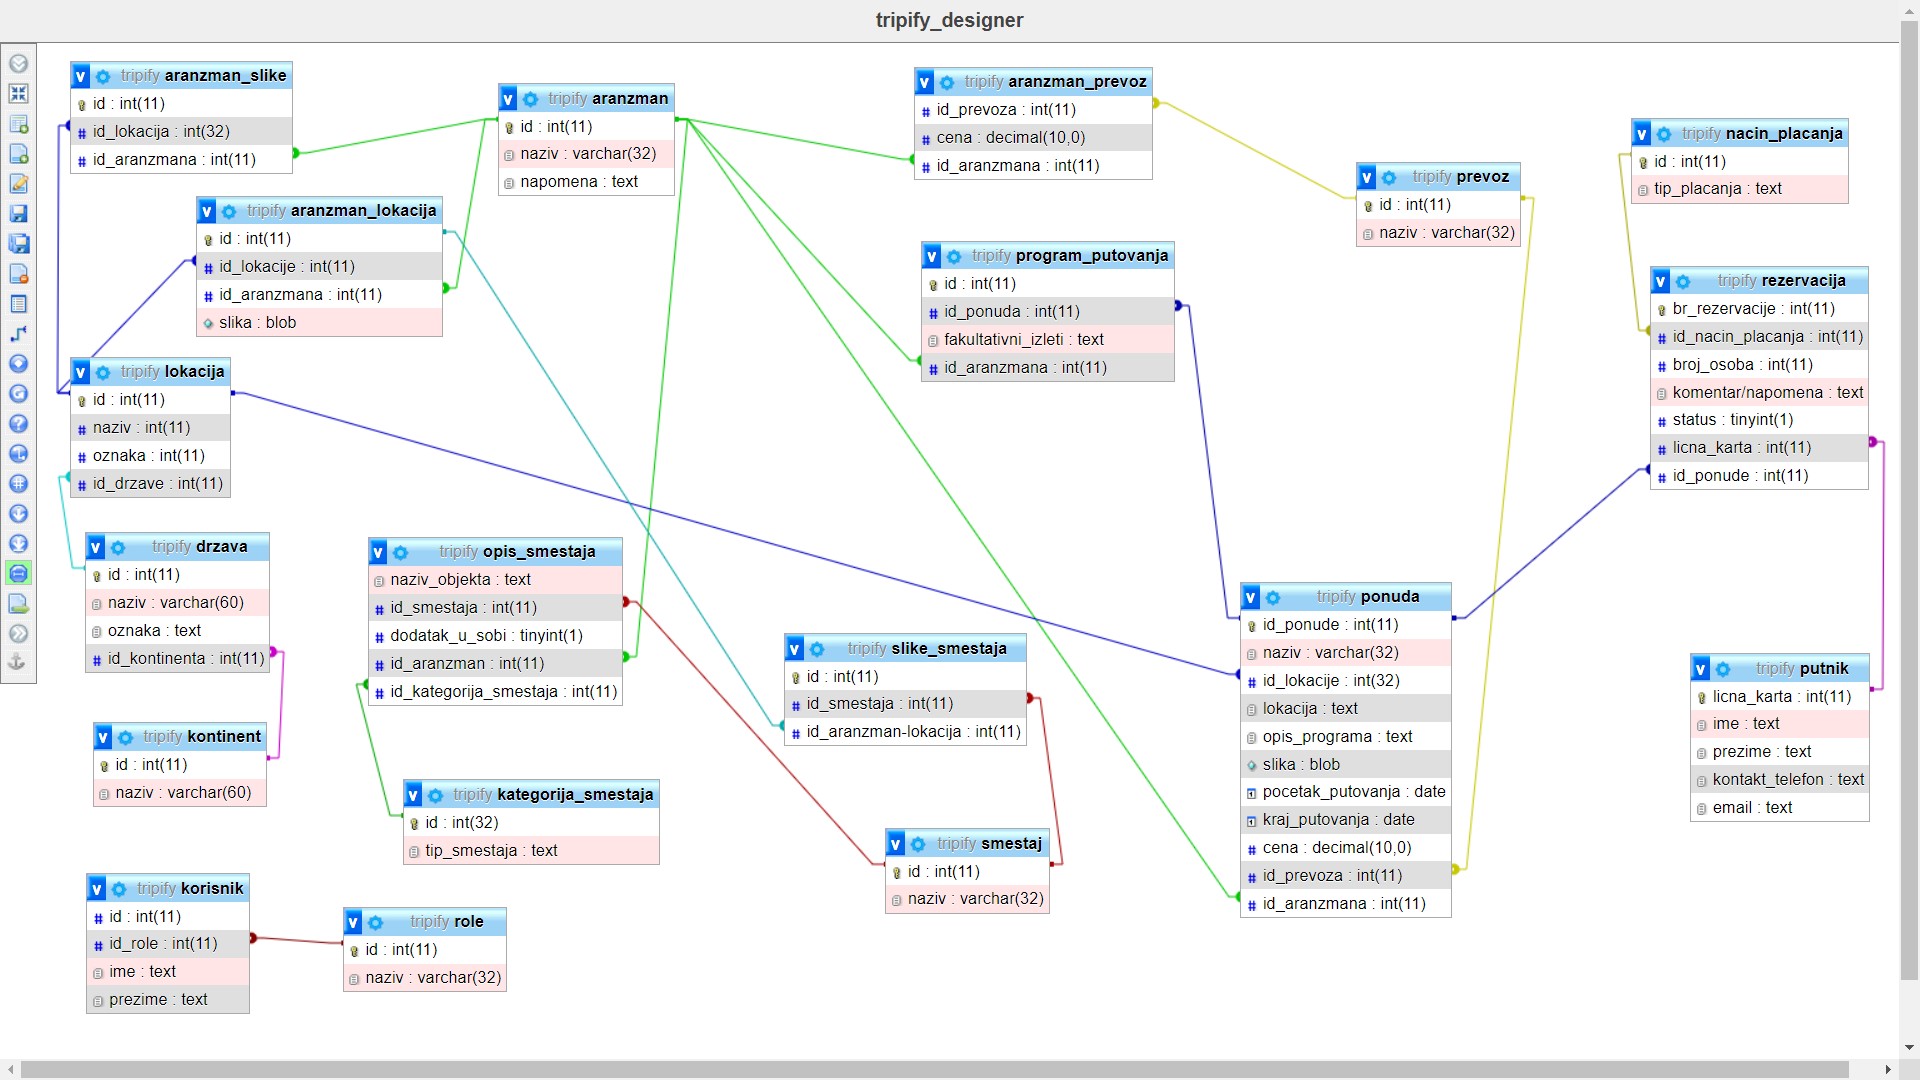 tripify_designer
tripify aranzman_slike
id : int(11)
id_lokacija : int(32)
id_aranzmana : int(11)
tripify aranzman
id : int(11)
naziv : varchar(32)
napomena : text
tripify aranzman_prevoz
id_prevoza : int(11)
cena : decimal(10,0)
id_aranzmana : int(11)
tripify nacin_placanja
id : int(11)
tip_placanja : text
tripify prevoz
id : int(11)
naziv : varchar(32)
tripify aranzman_lokacija
id : int(11)
id_lokacije : int(11)
id_aranzmana : int(11)
slika : blob
tripify program_putovanja
id : int(11)
id_ponuda : int(11)
fakultativni_izleti : text
id_aranzmana : int(11)
tripify rezervacija
br_rezervacije : int(11)
id_nacin_placanja : int(11)
broj_osoba : int(11)
komentar/napomena : text
status : tinyint(1)
licna_karta : int(11)
id_ponude : int(11)
tripify lokacija
id : int(11)
naziv : int(11)
oznaka : int(11)
id_drzave : int(11)
tripify drzava
id : int(11)
naziv : varchar(60)
oznaka : text
id_kontinenta : int(11)
tripify opis_smestaja
naziv_objekta : text
id_smestaja : int(11)
dodatak_u_sobi : tinyint(1)
id_aranzman : int(11)
id_kategorija_smestaja : int(11)
tripify slike_smestaja
id : int(11)
id_smestaja : int(11)
id_aranzman-lokacija : int(11)
tripify ponuda
id_ponude : int(11)
naziv : varchar(32)
id_lokacije : int(32)
lokacija : text
opis_programa : text
slika : blob
pocetak_putovanja : date
kraj_putovanja : date
cena : decimal(10,0)
id_prevoza : int(11)
id_aranzmana : int(11)
tripify putnik
licna_karta : int(11)
ime : text
prezime : text
kontakt_telefon : text
email : text
tripify kontinent
id : int(11)
naziv : varchar(60)
tripify kategorija_smestaja
id : int(32)
tip_smestaja : text
tripify smestaj
id : int(11)
naziv : varchar(32)
tripify korisnik
id : int(11)
id_role : int(11)
ime : text
prezime : text
tripify role
id : int(11)
naziv : varchar(32)